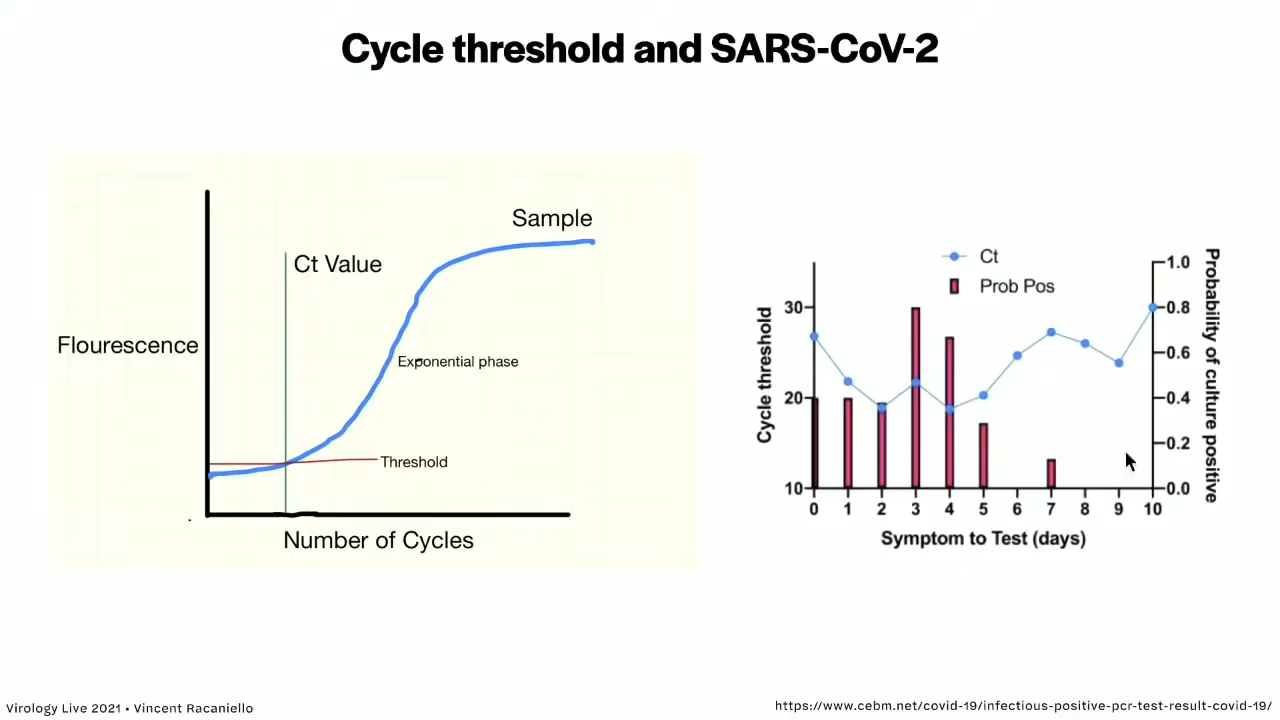 Cycle threshold and SARS-CoV-2
Sample
Ct Value
Flourescence
Exponential phase
Threshold
Number of Cycles
Ct
Prob Pos
Cycle threshold
30
20
10
1.0
0.8
0.6
0.4
0.2
0.0
Probability of culture positive
0 1 2 3 4 5 6 7 8 9 10
Symptom to Test (days)
Virology Live 2021 • Vincent Racaniello
https://www.cebm.net/covid-19/infectious-positive-pcr-test-result-covid-19/